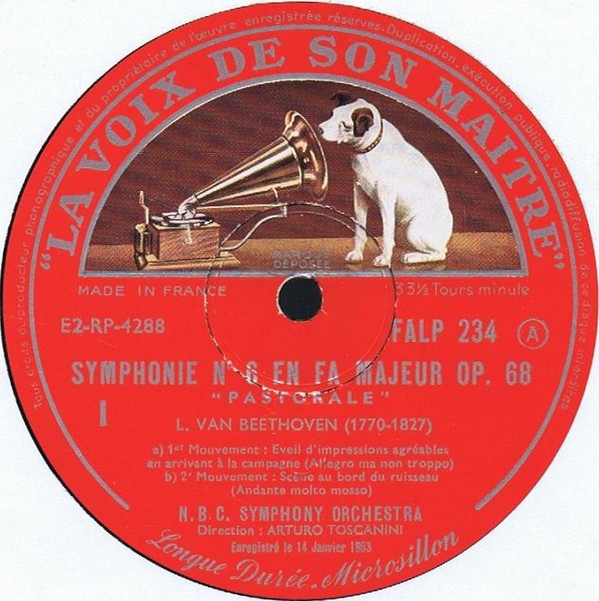 Tous droits du producteur phonographique et du propriétaire de l'œuvre enregistrée réservés. Duplication, exécution publique, radiodiffusion de ce disque interdites
"LA VOIX DE SON MAITRE"
DÉPOSÉE
MADE IN FRANCE
33⅓ Tours minute
E2-RP-4288
FALP 234 A
SYMPHONIE N° 6 EN FA MAJEUR OP. 68
"PASTORALE"
I
L. VAN BEETHOVEN (1770-1827)
a) 1er Mouvement : Eveil d'impressions agréables
en arrivant à la campagne (Allegro ma non troppo)
b) 2e Mouvement : Scène au bord du ruisseau
(Andante molto mosso)
N.B.C. SYMPHONY ORCHESTRA
Direction : ARTURO TOSCANINI
Enregistré le 14 Janvier 1953
Longue Durée-Microsillon